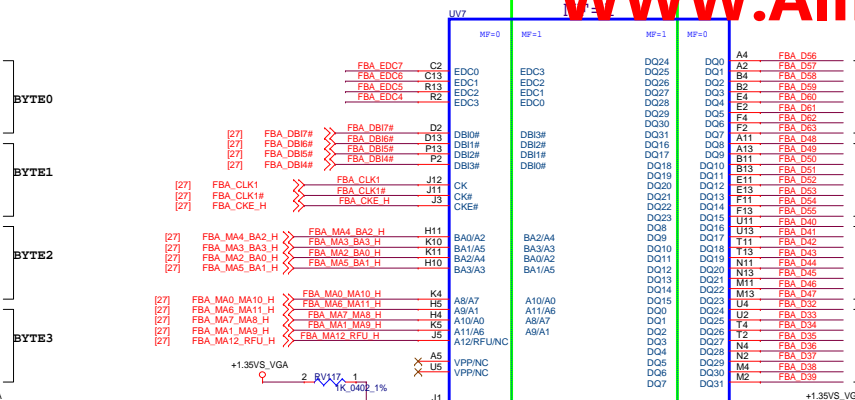 WWW.Al
UV7
MF=
MF=0 MF=1 MF=1 MF=0
BYTE0
BYTE1
BYTE2
BYTE3
FBA_EDC7 C2 EDC0 EDC3
FBA_EDC6 C13 EDC1 EDC2
FBA_EDC5 R13 EDC2 EDC1
FBA_EDC4 R2 EDC3 EDC0
[27] FBA_DBI7# FBA_DBI7# D2 DBI0# DBI3#
[27] FBA_DBI6# FBA_DBI6# D13 DBI1# DBI2#
[27] FBA_DBI5# FBA_DBI5# P13 DBI2# DBI1#
[27] FBA_DBI4# FBA_DBI4# P2 DBI3# DBI0#
[27] FBA_CLK1 FBA_CLK1 J12 CK
[27] FBA_CLK1# FBA_CLK1# J11 CK#
[27] FBA_CKE_H FBA_CKE_H J3 CKE#
[27] FBA_MA4_BA2_H FBA_MA4_BA2_H H11 BA0/A2 BA2/A4
[27] FBA_MA3_BA3_H FBA_MA3_BA3_H K10 BA1/A5 BA3/A3
[27] FBA_MA2_BA0_H FBA_MA2_BA0_H K11 BA2/A4 BA0/A2
[27] FBA_MA5_BA1_H FBA_MA5_BA1_H H10 BA3/A3 BA1/A5
[27] FBA_MA0_MA10_H FBA_MA0_MA10_H K4 A8/A7 A10/A0
[27] FBA_MA6_MA11_H FBA_MA6_MA11_H H5 A9/A1 A11/A6
[27] FBA_MA7_MA8_H FBA_MA7_MA8_H H4 A10/A0 A8/A7
[27] FBA_MA1_MA9_H FBA_MA1_MA9_H K5 A11/A6 A9/A1
[27] FBA_MA12_RFU_H FBA_MA12_RFU_H J5 A12/RFU/NC
A5 VPP/NC
U5 VPP/NC
+1.35VS_VGA
2 RV117 1
1K_0402_1%
J1
DQ24 DQ0 A4 FBA_D56
DQ25 DQ1 A2 FBA_D57
DQ26 DQ2 B4 FBA_D58
DQ27 DQ3 B2 FBA_D59
DQ28 DQ4 E4 FBA_D60
DQ29 DQ5 E2 FBA_D61
DQ30 DQ6 F4 FBA_D62
DQ31 DQ7 F2 FBA_D63
DQ16 DQ8 A11 FBA_D48
DQ17 DQ9 A13 FBA_D49
DQ18 DQ10 B11 FBA_D50
DQ19 DQ11 B13 FBA_D51
DQ20 DQ12 E11 FBA_D52
DQ21 DQ13 E13 FBA_D53
DQ22 DQ14 F11 FBA_D54
DQ23 DQ15 F13 FBA_D55
DQ8 DQ16 U11 FBA_D40
DQ9 DQ17 U13 FBA_D41
DQ10 DQ18 T11 FBA_D42
DQ11 DQ19 T13 FBA_D43
DQ12 DQ20 N11 FBA_D44
DQ13 DQ21 N13 FBA_D45
DQ14 DQ22 M11 FBA_D46
DQ15 DQ23 M13 FBA_D47
DQ0 DQ24 U4 FBA_D32
DQ1 DQ25 U2 FBA_D33
DQ2 DQ26 T4 FBA_D34
DQ3 DQ27 T2 FBA_D35
DQ4 DQ28 N4 FBA_D36
DQ5 DQ29 N2 FBA_D37
DQ6 DQ30 M4 FBA_D38
DQ7 DQ31 M2 FBA_D39
+1.35VS_VG